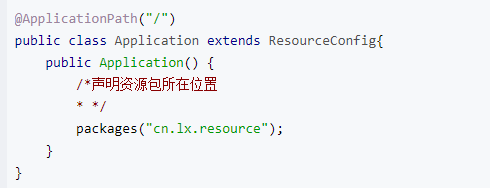 @ApplicationPath("/")
public class Application extends ResourceConfig{
    public Application() {
        /*声明资源包所在位置
        * */
        packages("cn.lx.resource");
    }
}